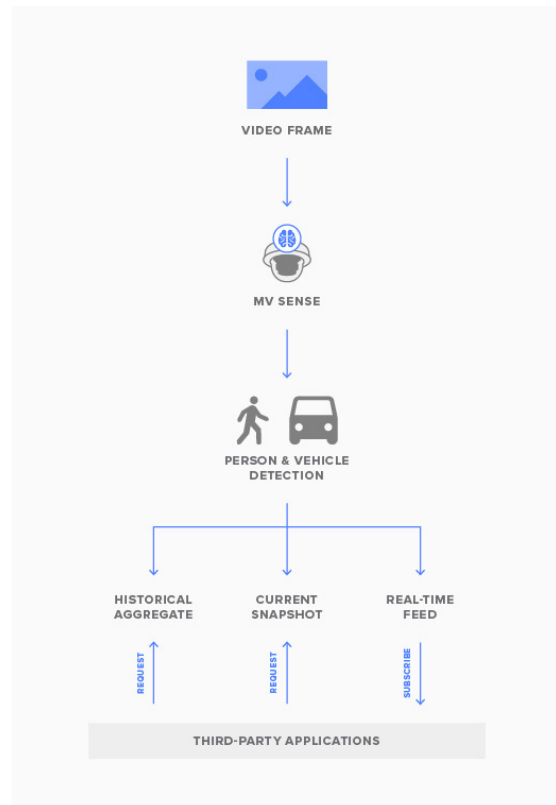 VIDEO FRAME
MV SENSE
PERSON & VEHICLE
DETECTION
HISTORICAL
AGGREGATE
CURRENT
SNAPSHOT
REAL-TIME
FEED
REQUEST
REQUEST
SUBSCRIBE
THIRD-PARTY APPLICATIONS